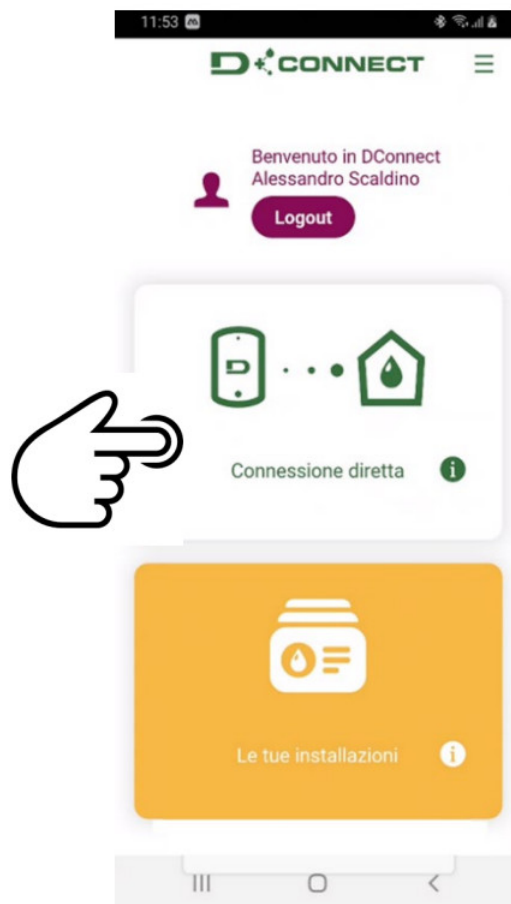 11:53
D CONNECT
Benvenuto in DConnect
Alessandro Scaldino
Logout
D
Connessione diretta i
Le tue installazioni i